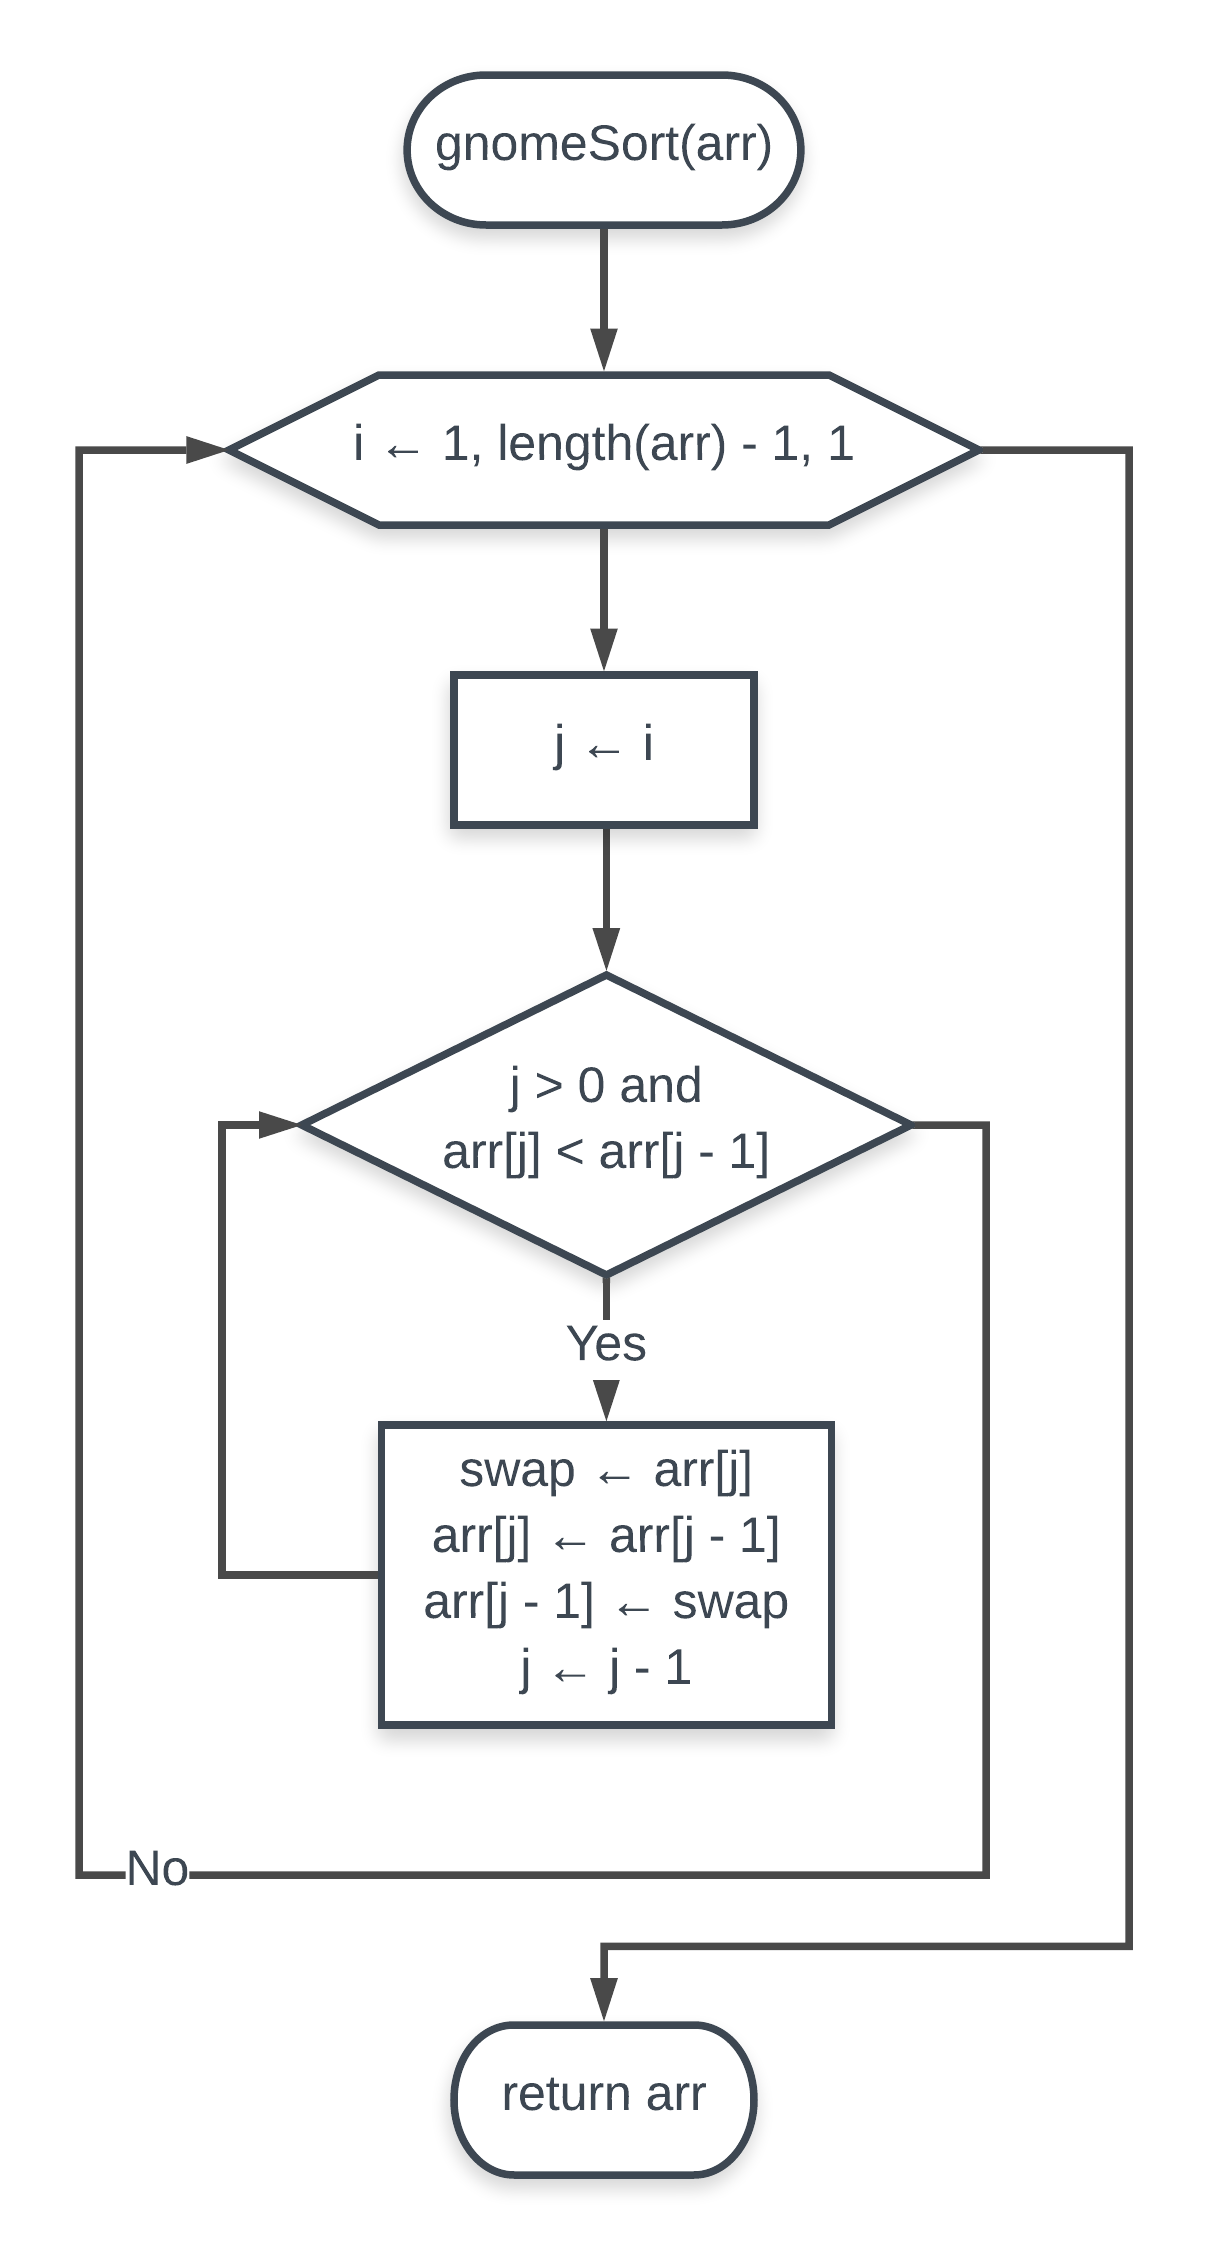 gnomeSort(arr)
i ← 1, length(arr) - 1, 1
j ← i
j > 0 and
arr[j] < arr[j - 1]
Yes
swap ← arr[j]
arr[j] ← arr[j - 1]
arr[j - 1] ← swap
j ← j - 1
No
return arr